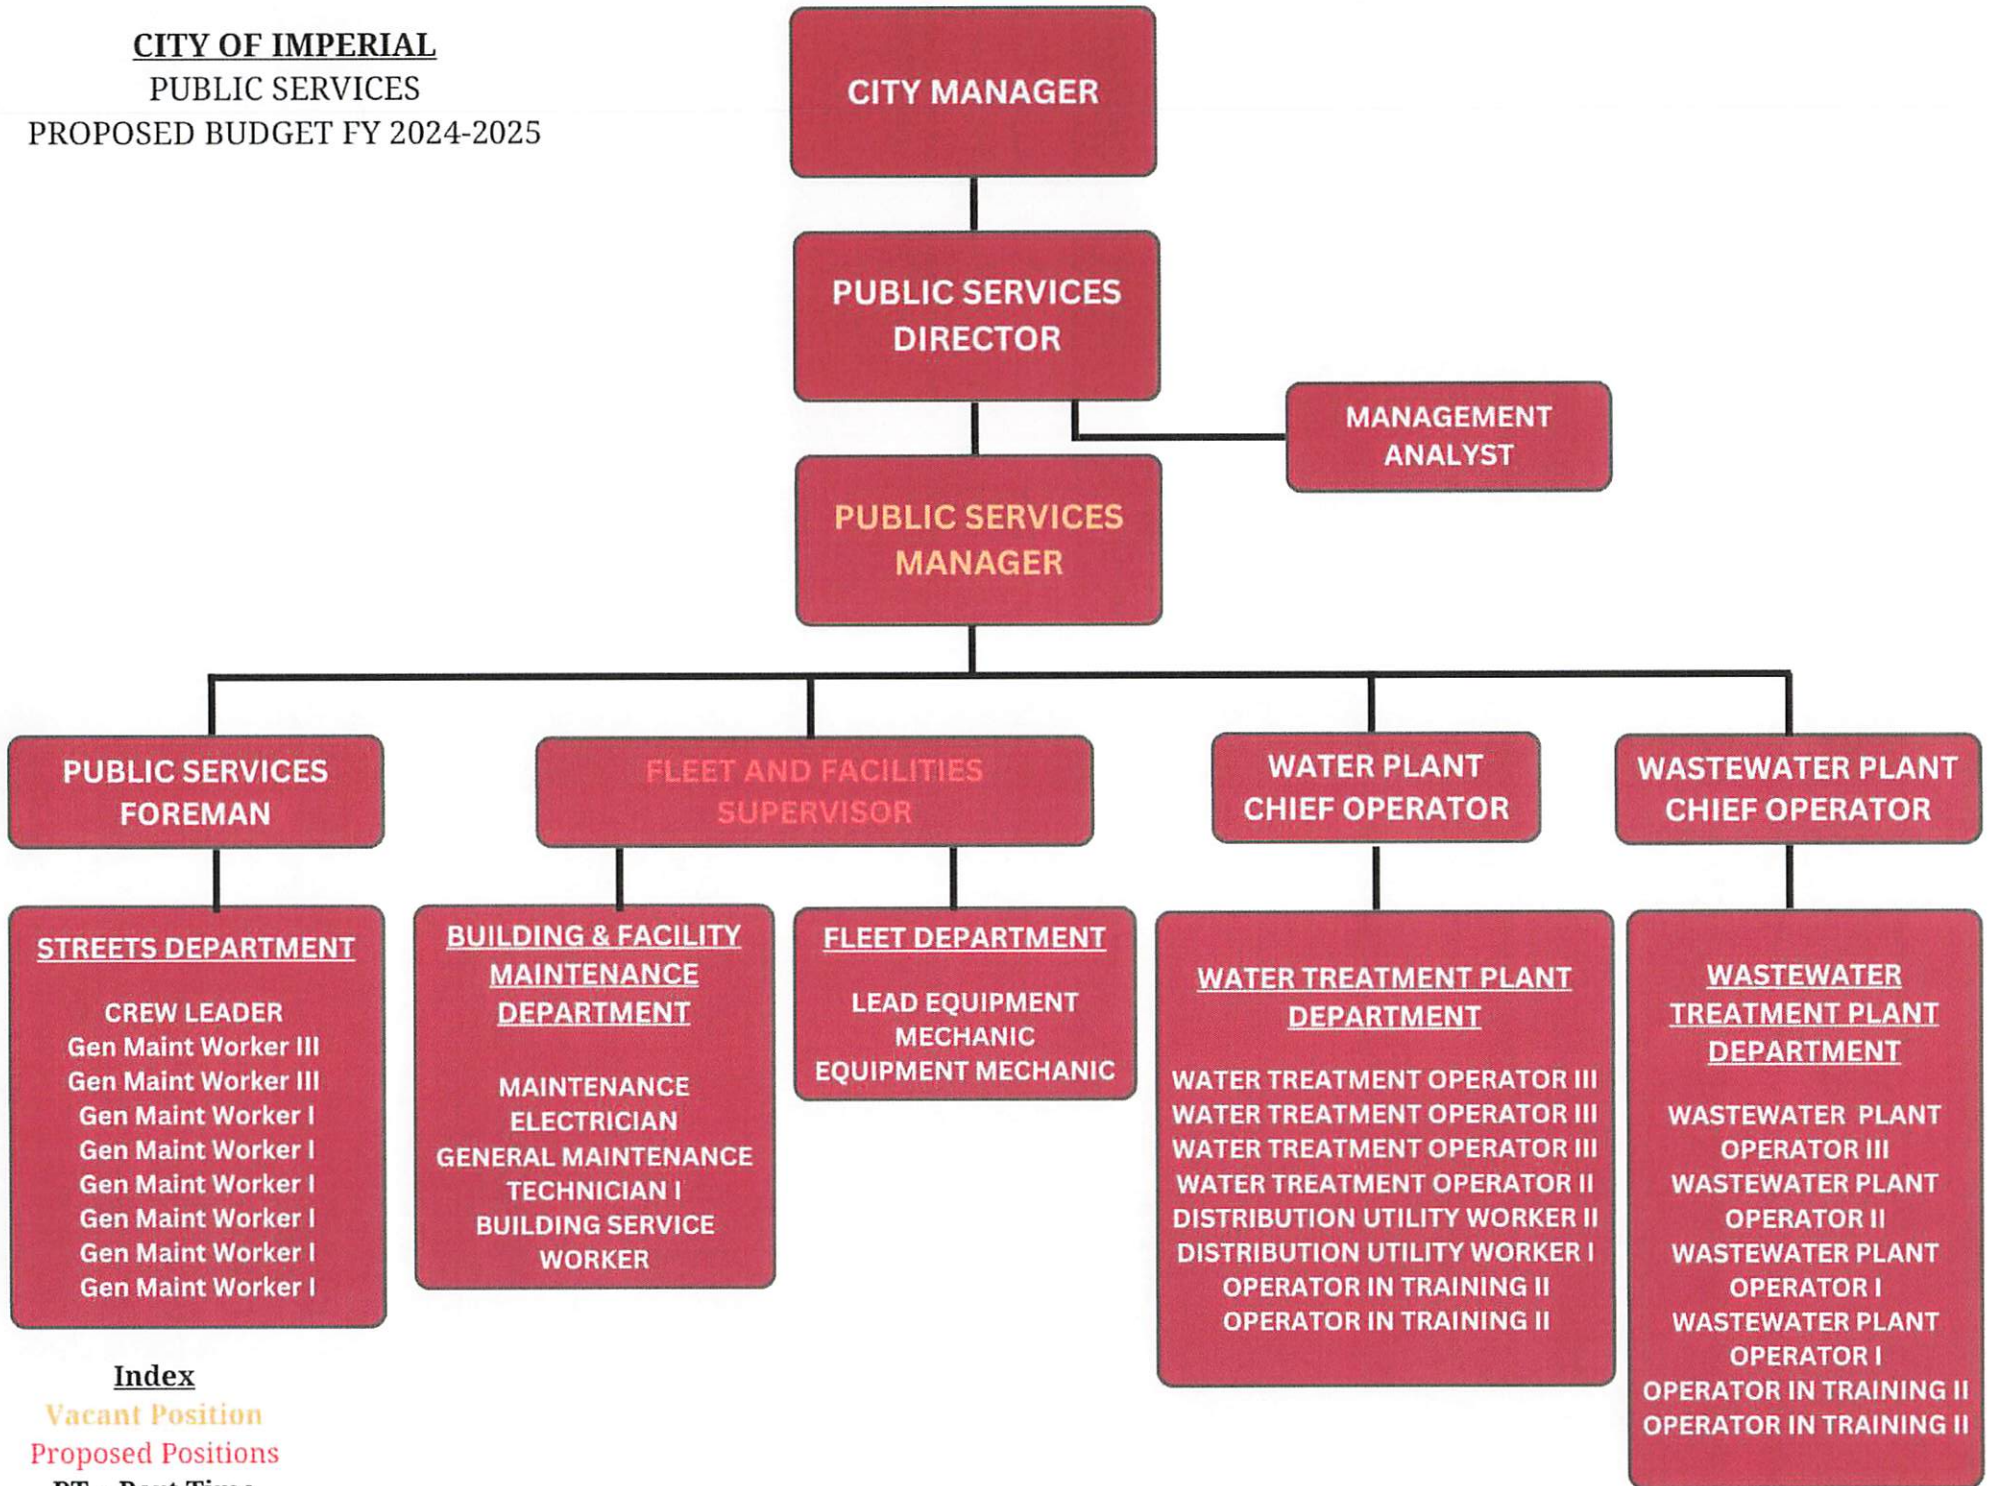 CITY OF IMPERIAL
PUBLIC SERVICES
PROPOSED BUDGET FY 2024-2025
CITY MANAGER
PUBLIC SERVICES
DIRECTOR
MANAGEMENT
ANALYST
PUBLIC SERVICES
MANAGER
PUBLIC SERVICES
FOREMAN
FLEET AND FACILITIES
SUPERVISOR
WATER PLANT
CHIEF OPERATOR
WASTEWATER PLANT
CHIEF OPERATOR
STREETS DEPARTMENT
CREW LEADER
Gen Maint Worker III
Gen Maint Worker III
Gen Maint Worker I
Gen Maint Worker I
Gen Maint Worker I
Gen Maint Worker I
Gen Maint Worker I
Gen Maint Worker I
BUILDING & FACILITY
MAINTENANCE
DEPARTMENT
MAINTENANCE
ELECTRICIAN
GENERAL MAINTENANCE
TECHNICIAN I
BUILDING SERVICE
WORKER
FLEET DEPARTMENT
LEAD EQUIPMENT
MECHANIC
EQUIPMENT MECHANIC
WATER TREATMENT PLANT
DEPARTMENT
WATER TREATMENT OPERATOR III
WATER TREATMENT OPERATOR III
WATER TREATMENT OPERATOR III
WATER TREATMENT OPERATOR II
DISTRIBUTION UTILITY WORKER II
DISTRIBUTION UTILITY WORKER I
OPERATOR IN TRAINING II
OPERATOR IN TRAINING II
WASTEWATER
TREATMENT PLANT
DEPARTMENT
WASTEWATER PLANT
OPERATOR III
WASTEWATER PLANT
OPERATOR II
WASTEWATER PLANT
OPERATOR I
WASTEWATER PLANT
OPERATOR I
OPERATOR IN TRAINING II
OPERATOR IN TRAINING II
Index
Vacant Position
Proposed Positions
PT - Part Time